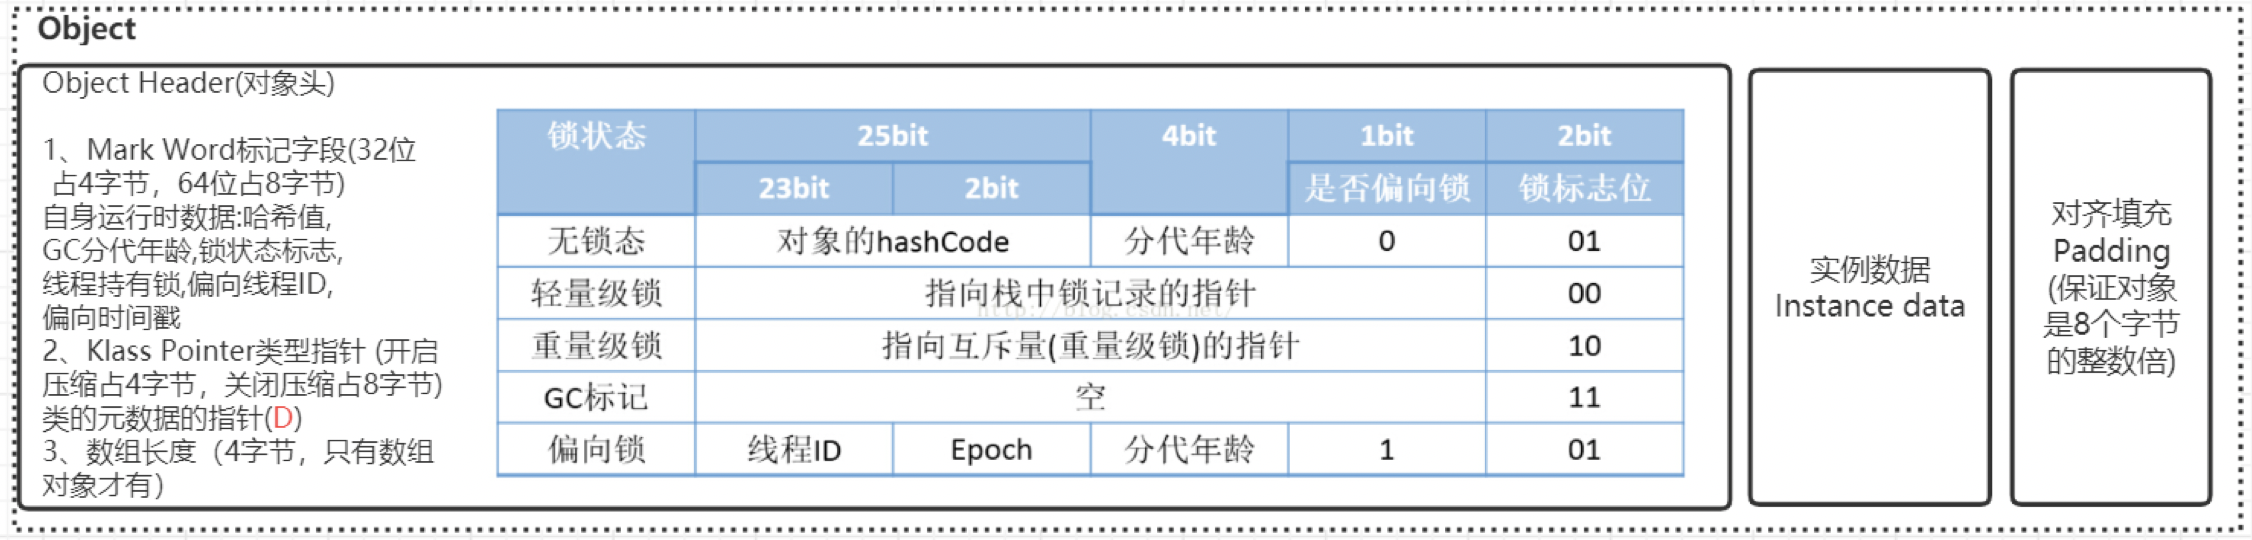 Object
Object Header(对象头)
1、Mark Word标记字段(32位
占4字节，64位占8字节)
自身运行时数据:哈希值,
GC分代年龄,锁状态标志,
线程持有锁,偏向线程ID,
偏向时间戳
2、Klass Pointer类型指针 (开启
压缩占4字节，关闭压缩占8字节)
类的元数据的指针(D)
3、数组长度（4字节，只有数组
对象才有）
锁状态 25bit 4bit 1bit 2bit
23bit 2bit 是否偏向锁 锁标志位
无锁态 对象的hashCode 分代年龄 0 01
轻量级锁 指向栈中锁记录的指针 00
http://blog.csdn.net/
重量级锁 指向互斥量(重量级锁)的指针 10
GC标记 空 11
偏向锁 线程ID Epoch 分代年龄 1 01
实例数据
Instance data
对齐填充
Padding
(保证对象
是8个字节
的整数倍)